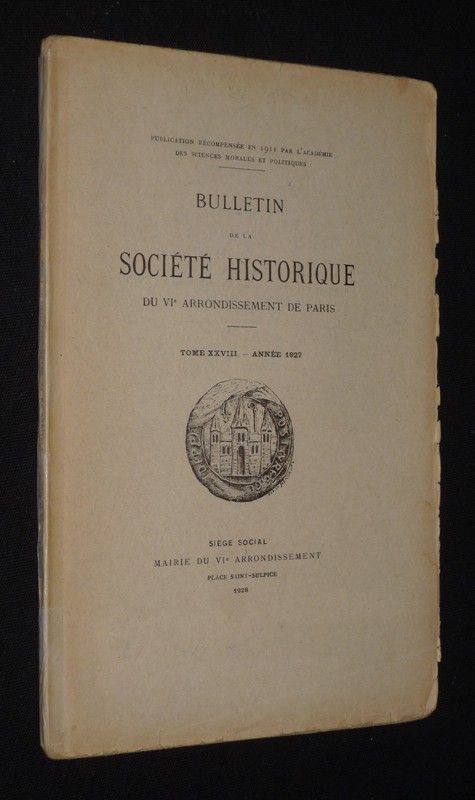 PUBLICATION RÉCOMPENSÉE EN 1911 PAR L'ACADÉMIE
DES SCIENCES MORALES ET POLITIQUES
BULLETIN
DE LA
SOCIÉTÉ HISTORIQUE
DU VIe ARRONDISSEMENT DE PARIS
TOME XXVIII. — ANNÉE 1927
SIÈGE SOCIAL
MAIRIE DU VIe ARRONDISSEMENT
PLACE SAINT-SULPICE
1928